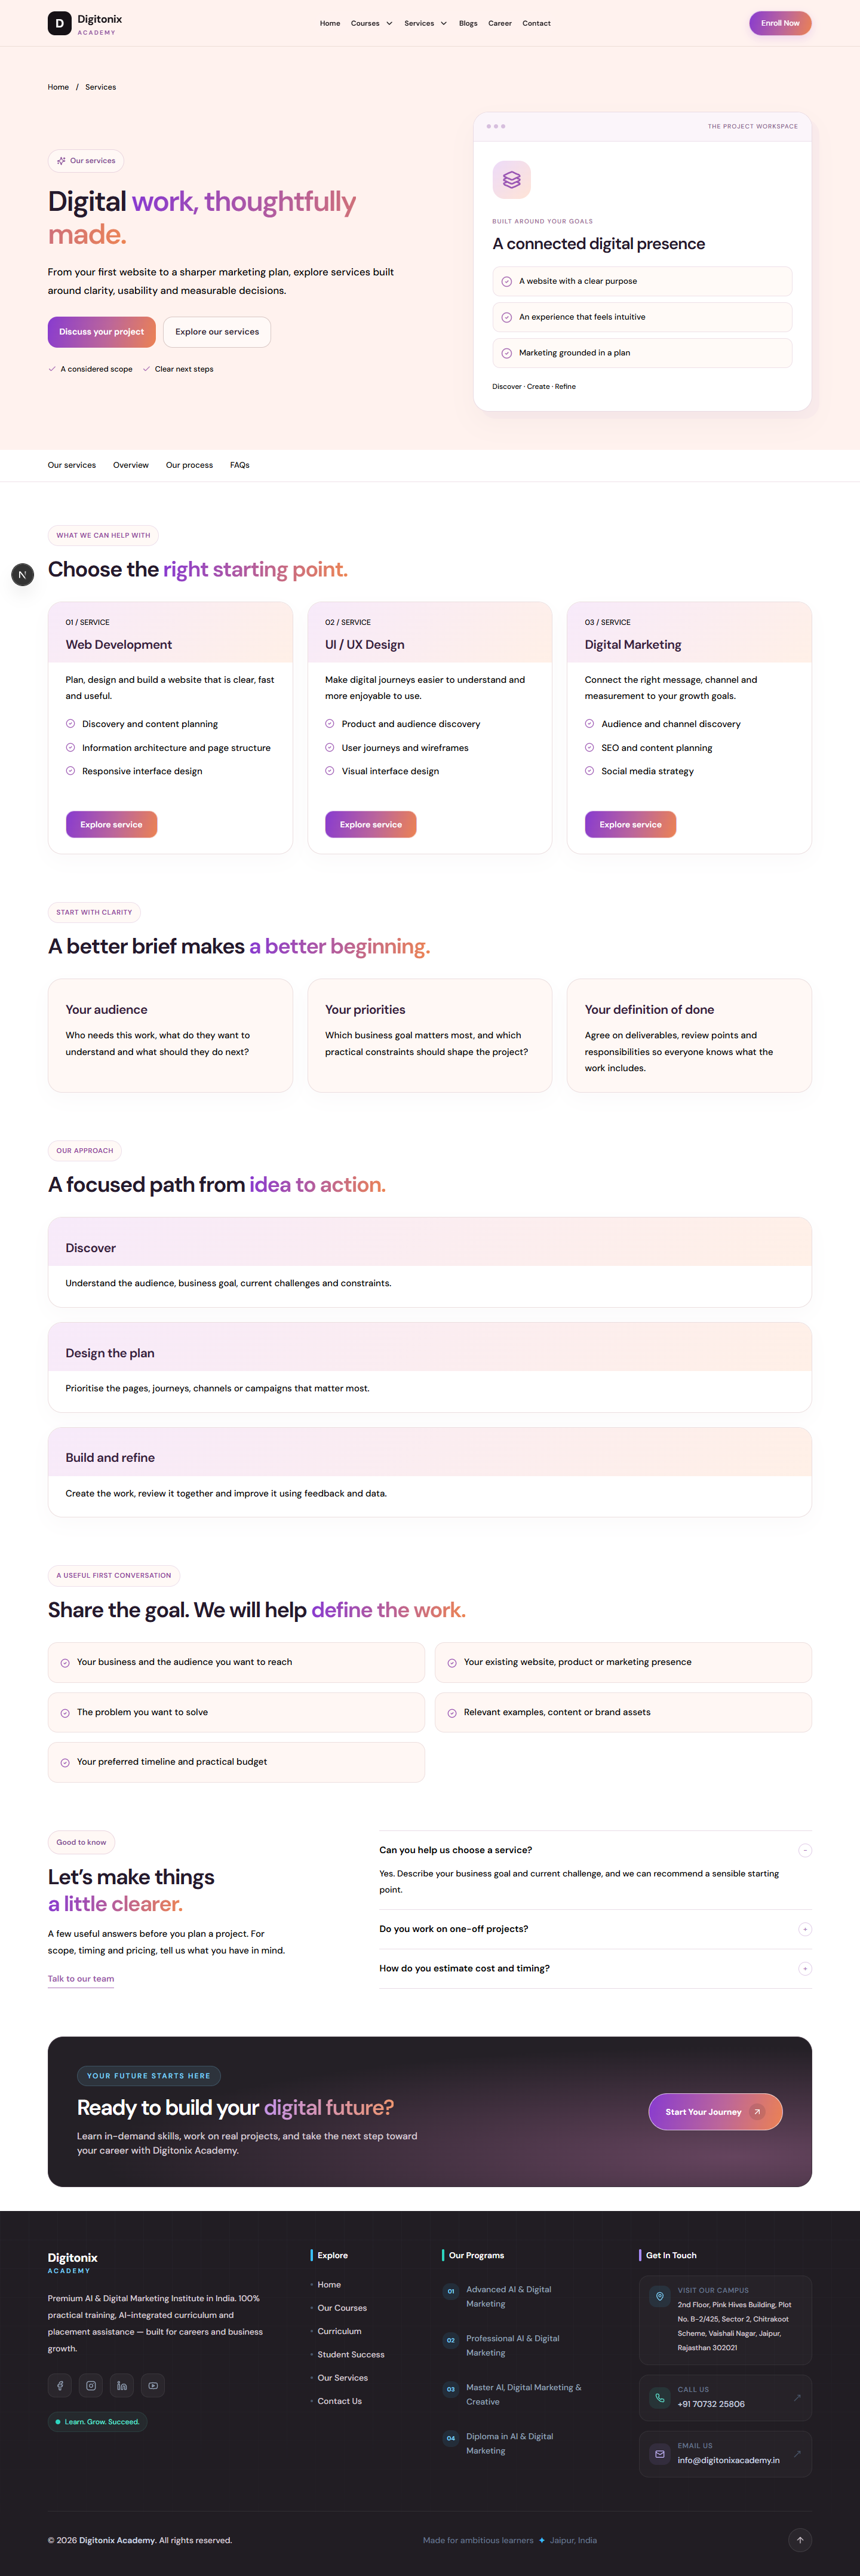 D
Digitonix
ACADEMY
Home Courses Services Blogs Career Contact
Enroll Now
Home / Services
Our services
Digital work, thoughtfully
made.
From your first website to a sharper marketing plan, explore services built
around clarity, usability and measurable decisions.
Discuss your project
Explore our services
A considered scope
Clear next steps
THE PROJECT WORKSPACE
BUILT AROUND YOUR GOALS
A connected digital presence
A website with a clear purpose
An experience that feels intuitive
Marketing grounded in a plan
Discover · Create · Refine
Our services Overview Our process FAQs
WHAT WE CAN HELP WITH
Choose the right starting point.
N
01 / SERVICE
Web Development
Plan, design and build a website that is clear, fast
and useful.
Discovery and content planning
Information architecture and page structure
Responsive interface design
Explore service
02 / SERVICE
UI / UX Design
Make digital journeys easier to understand and
more enjoyable to use.
Product and audience discovery
User journeys and wireframes
Visual interface design
Explore service
03 / SERVICE
Digital Marketing
Connect the right message, channel and
measurement to your growth goals.
Audience and channel discovery
SEO and content planning
Social media strategy
Explore service
START WITH CLARITY
A better brief makes a better beginning.
Your audience
Who needs this work, what do they want to
understand and what should they do next?
Your priorities
Which business goal matters most, and which
practical constraints should shape the project?
Your definition of done
Agree on deliverables, review points and
responsibilities so everyone knows what the
work includes.
OUR APPROACH
A focused path from idea to action.
Discover
Understand the audience, business goal, current challenges and constraints.
Design the plan
Prioritise the pages, journeys, channels or campaigns that matter most.
Build and refine
Create the work, review it together and improve it using feedback and data.
A USEFUL FIRST CONVERSATION
Share the goal. We will help define the work.
Your business and the audience you want to reach
Your existing website, product or marketing presence
The problem you want to solve
Relevant examples, content or brand assets
Your preferred timeline and practical budget
Good to know
Let's make things
a little clearer.
A few useful answers before you plan a project. For
scope, timing and pricing, tell us what you have in mind.
Talk to our team
Can you help us choose a service?
Yes. Describe your business goal and current challenge, and we can recommend a sensible starting
point.
Do you work on one-off projects?
How do you estimate cost and timing?
YOUR FUTURE STARTS HERE
Ready to build your digital future?
Learn in-demand skills, work on real projects, and take the next step toward
your career with Digitonix Academy.
Start Your Journey
Digitonix
ACADEMY
Premium AI & Digital Marketing Institute in India. 100%
practical training, AI-integrated curriculum and
placement assistance — built for careers and business
growth.
Learn. Grow. Succeed.
Explore
Home
Our Courses
Curriculum
Student Success
Our Services
Contact Us
Our Programs
01 Advanced AI & Digital
Marketing
02 Professional AI & Digital
Marketing
03 Master AI, Digital Marketing &
Creative
04 Diploma in AI & Digital
Marketing
Get In Touch
VISIT OUR CAMPUS
2nd Floor, Pink Hives Building, Plot
No. B-2/425, Sector 2, Chitrakoot
Scheme, Vaishali Nagar, Jaipur,
Rajasthan 302021
CALL US
+91 70732 25806
EMAIL US
info@digitonixacademy.in
© 2026 Digitonix Academy. All rights reserved.
Made for ambitious learners ✦ Jaipur, India